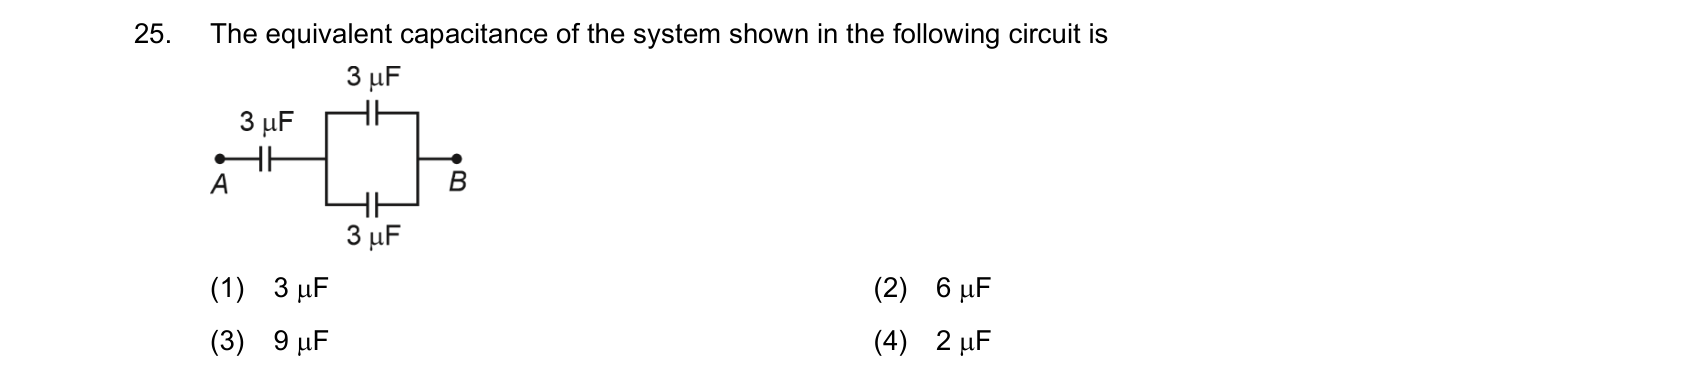 25. The equivalent capacitance of the system shown in the following circuit is
3 μF
3 μF
A
B
3 μF
(1) 3 μF (2) 6 μF
(3) 9 μF (4) 2 μF